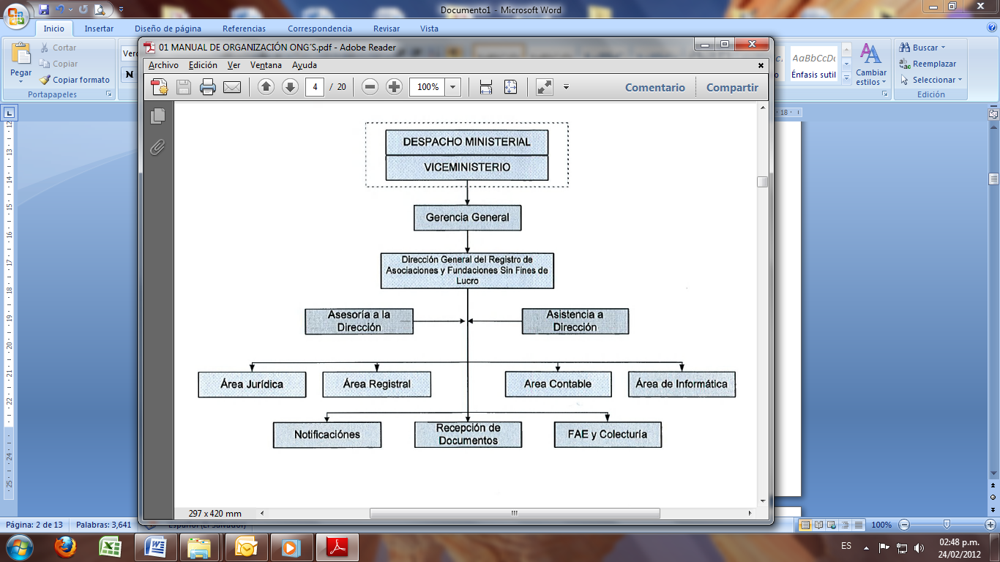 Documento1 - Microsoft Word
Inicio Insertar Diseño de página Referencias Correspondencia Revisar Vista
Pegar
Cortar
Copiar
Copiar formato
Portapapeles
N
AaBbCcDc
Énfasis sutil
Cambiar
estilos
Buscar
Reemplazar
Seleccionar
Edición
01 MANUAL DE ORGANIZACIÓN ONG´S.pdf - Adobe Reader
Archivo Edición Ver Ventana Ayuda
4 / 20 100% Comentario Compartir
DESPACHO MINISTERIAL
VICEMINISTERIO
Gerencia General
Dirección General del Registro de
Asociaciones y Fundaciones Sin Fines de
Lucro
Asesoría a la
Dirección
Asistencia a
Dirección
Área Jurídica
Área Registral
Area Contable
Área de Informática
Notificaciónes
Recepción de
Documentos
FAE y Colecturía
297 x 420 mm
Página: 2 de 13 Palabras: 3,641 Español (El Salvador) 100%
ES 02:48 p.m.
24/02/2012